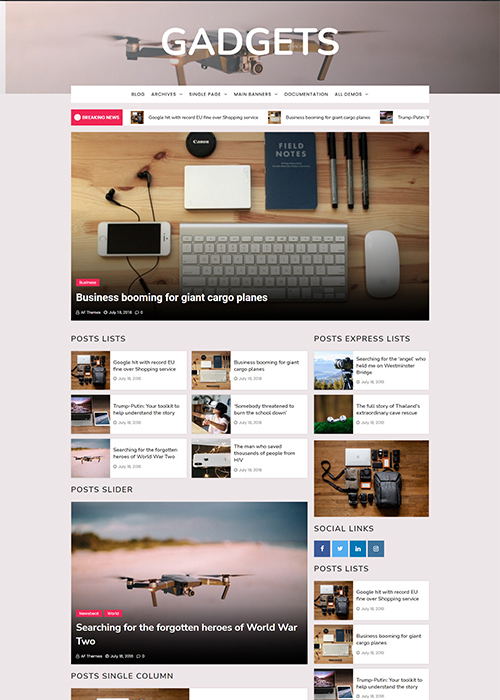 GADGETS
BLOG ARCHIVES SINGLE PAGE MAIN BANNERS DOCUMENTATION ALL DEMOS
BREAKING NEWS Google hit with record EU fine over Shopping service Business booming for giant cargo planes Trump-Putin: Y
Canon
FIELD
NOTES
Business
Business booming for giant cargo planes
AF Themes July 18, 2018 0
POSTS LISTS
Google hit with record EU
fine over Shopping service
July 18, 2018
Business booming for giant
cargo planes
July 18, 2018
Trump-Putin: Your toolkit to
help understand the story
July 18, 2018
'Somebody threatened to
burn the school down'
July 18, 2018
Searching for the forgotten
heroes of World War Two
July 18, 2018
The man who saved
thousands of people from
HIV
July 18, 2018
POSTS SLIDER
Newsbeat World
Searching for the forgotten heroes of World War
Two
AF Themes July 18, 2018 0
POSTS SINGLE COLUMN
POSTS EXPRESS LISTS
Searching for the 'angel' who
held me on Westminster
Bridge
July 18, 2018
The full story of Thailand's
extraordinary cave rescue
July 18, 2018
SOCIAL LINKS
POSTS LISTS
Google hit with record EU
fine over Shopping service
July 18, 2018
Business booming for giant
cargo planes
July 18, 2018
Trump-Putin: Your toolkit to
help understand the story
July 18, 2018